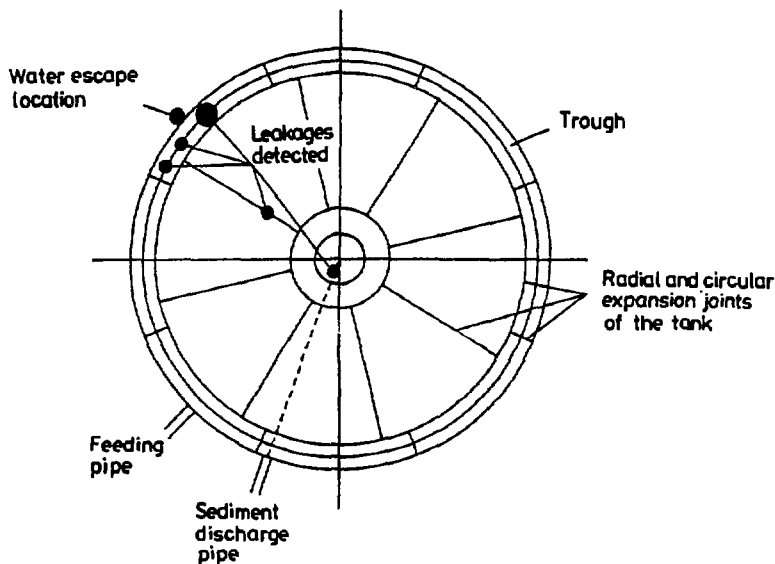 Water escape
location
Leakages
detected
Trough
Radial and circular
expansion joints
of the tank
Feeding
pipe
Sediment
discharge
pipe